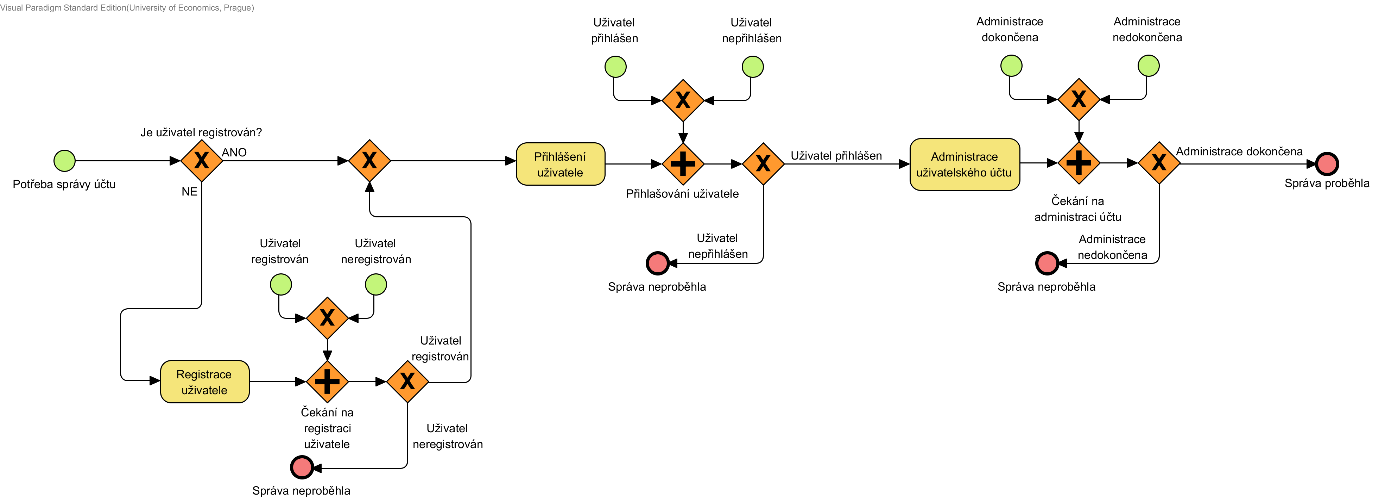 Visual Paradigm Standard Edition(University of Economics, Prague)
Uživatel
přihlášen
Uživatel
nepřihlášen
Administrace
dokončena
Administrace
nedokončena
Je uživatel registrován?
ANO
NE
Potřeba správy účtu
Přihlášení
uživatele
Přihlašování uživatele
Uživatel přihlášen
Uživatel
nepřihlášen
Správa neproběhla
Administrace
uživatelského účtu
Čekání na
administraci účtu
Administrace dokončena
Správa proběhla
Administrace
nedokončena
Správa neproběhla
Uživatel
registrován
Uživatel
neregistrován
Registrace
uživatele
Čekání na
registraci
uživatele
Uživatel
registrován
Uživatel
neregistrován
Správa neproběhla